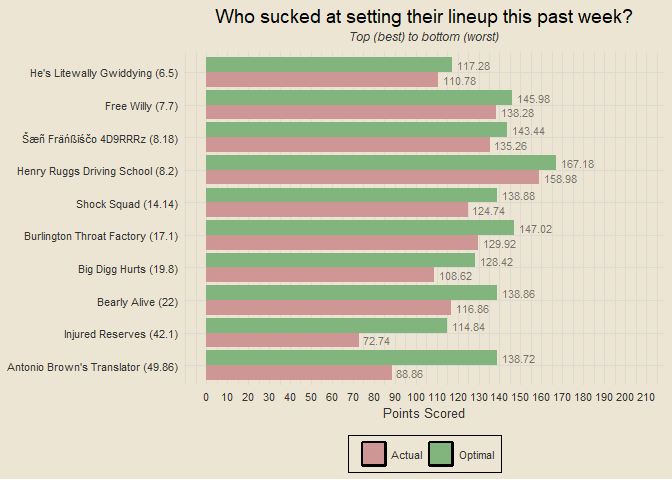 Who sucked at setting their lineup this past week?
Top (best) to bottom (worst)
He's Litewally Gwiddying (6.5)
117.28
110.78
Free Willy (7.7)
145.98
138.28
Šæñ Fráńßiščo 4D9RRRz (8.18)
143.44
135.26
Henry Ruggs Driving School (8.2)
167.18
158.98
Shock Squad (14.14)
138.88
124.74
Burlington Throat Factory (17.1)
147.02
129.92
Big Digg Hurts (19.8)
128.42
108.62
Bearly Alive (22)
138.86
116.86
Injured Reserves (42.1)
114.84
72.74
Antonio Brown's Translator (49.86)
138.72
88.86
0 10 20 30 40 50 60 70 80 90 100 110 120 130 140 150 160 170 180 190 200 210
Points Scored
Actual Optimal